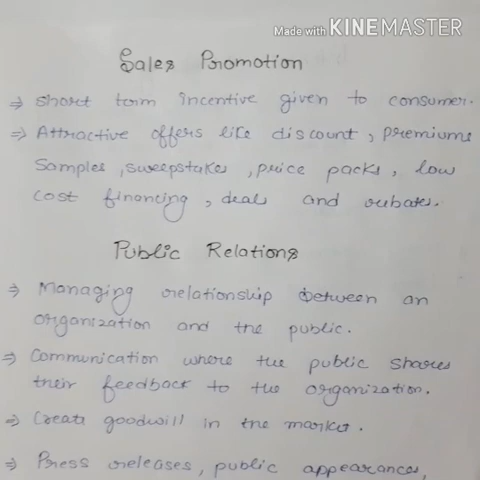 Made with KINEMASTER
Sales Promotion
⇒ Short term incentive given to consumer.
⇒ Attractive offers like discount, premiums
Samples, sweepstakes, price packs, low
cost financing, deals and rebates.
Public Relations
⇒ Managing relationship between an
organization and the public.
⇒ Communication where the public shares
their feedback to the organization.
⇒ Create goodwill in the market.
⇒ Press releases, public appearances,